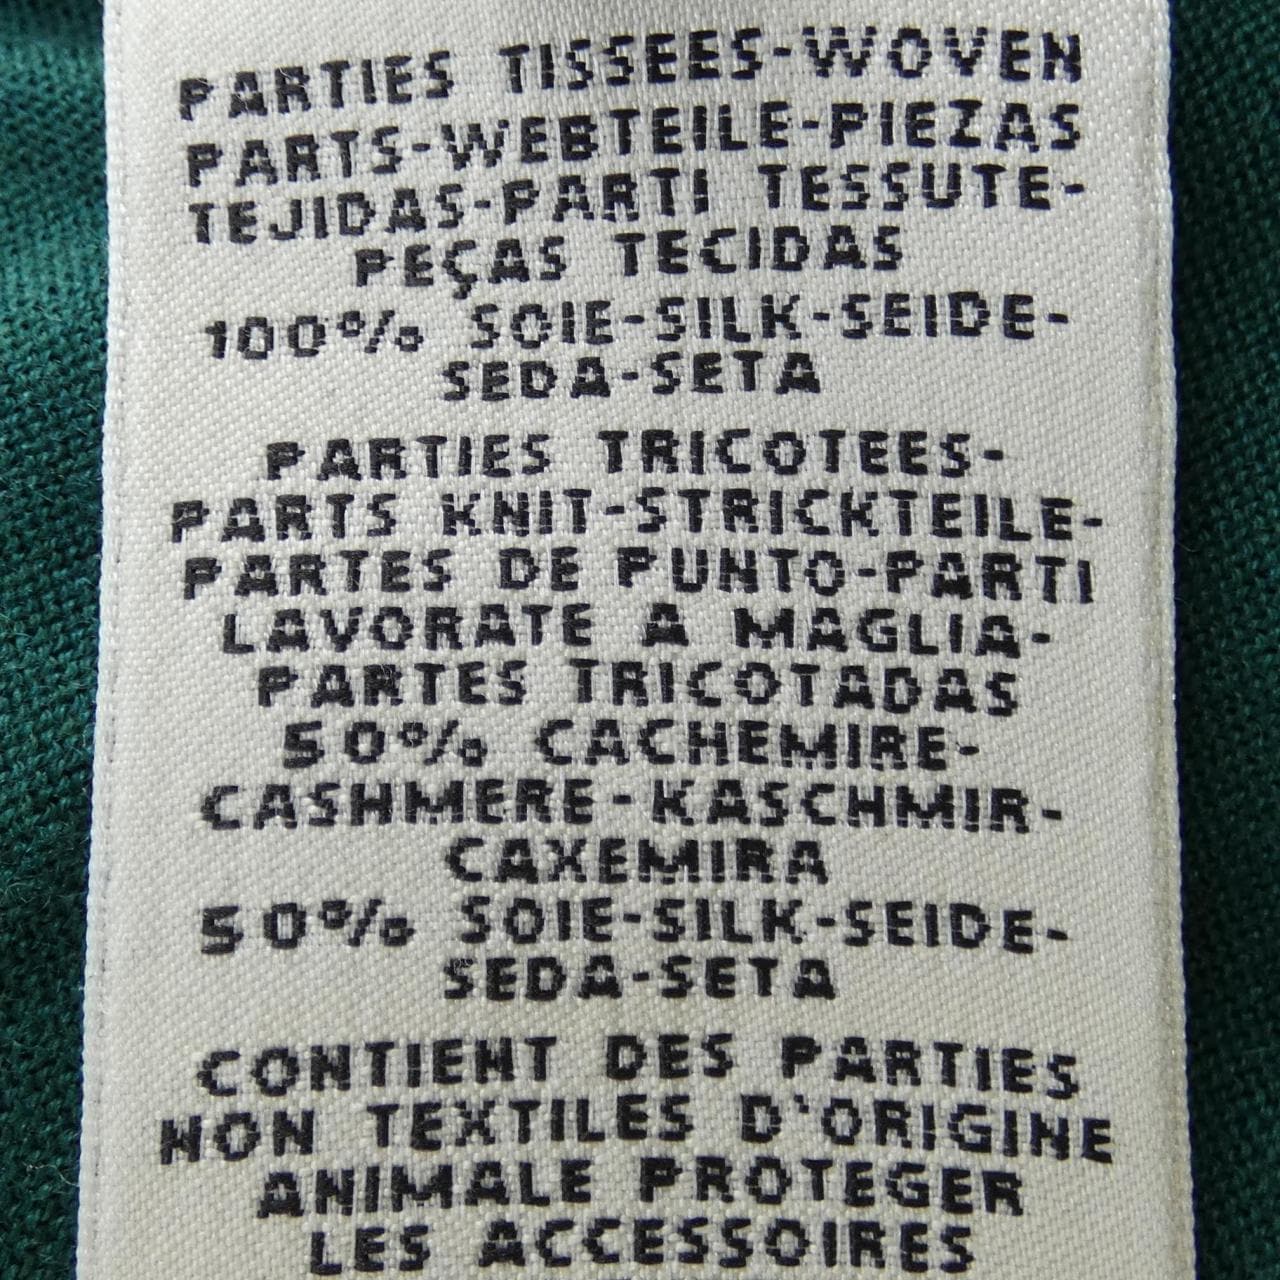 PARTIES TISSEES-WOVEN
PARTS-WEBTEILE-PIEZAS
TEJIDAS-PARTI TESSUTE-
PEÇAS TECIDAS
100% SOIE-SILK-SEIDE-
SEDA-SETA
PARTIES TRICOTEES-
PARTS KNIT-STRICKTEILE-
PARTES DE PUNTO-PARTI
LAVORATE A MAGLIA-
PARTES TRICOTADAS
50% CACHEMIRE-
CASHMERE-KASCHMIR-
CAXEMIRA
50% SOIE-SILK-SEIDE-
SEDA-SETA
CONTIENT DES PARTIES
NON TEXTILES D'ORIGINE
ANIMALE PROTEGER
LES ACCESSOIRES